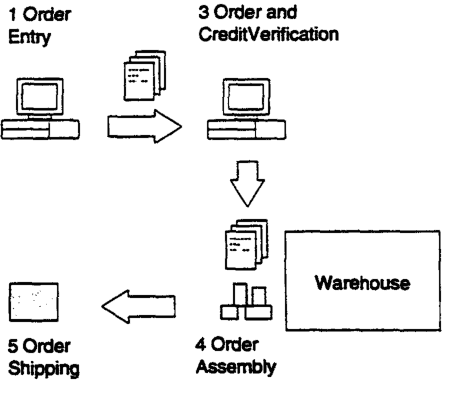 1 Order
Entry
3 Order and
CreditVerification
Warehouse
5 Order
Shipping
4 Order
Assembly